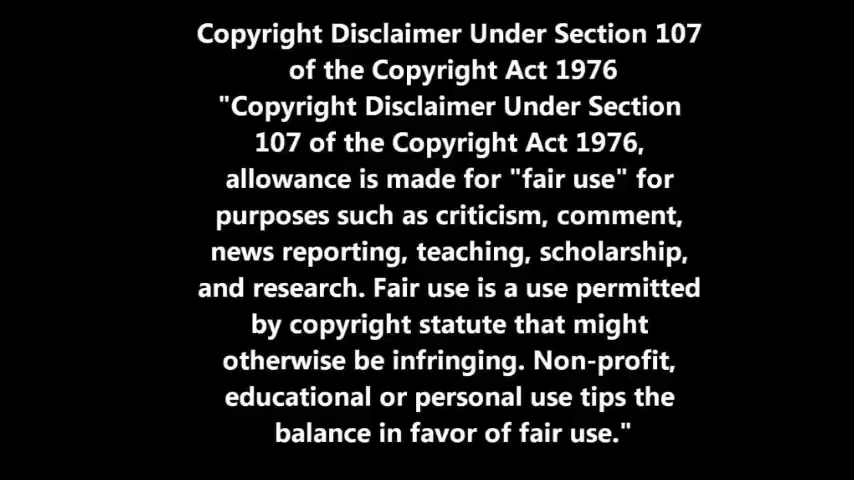 Copyright Disclaimer Under Section 107
of the Copyright Act 1976
"Copyright Disclaimer Under Section
107 of the Copyright Act 1976,
allowance is made for "fair use" for
purposes such as criticism, comment,
news reporting, teaching, scholarship,
and research. Fair use is a use permitted
by copyright statute that might
otherwise be infringing. Non-profit,
educational or personal use tips the
balance in favor of fair use."